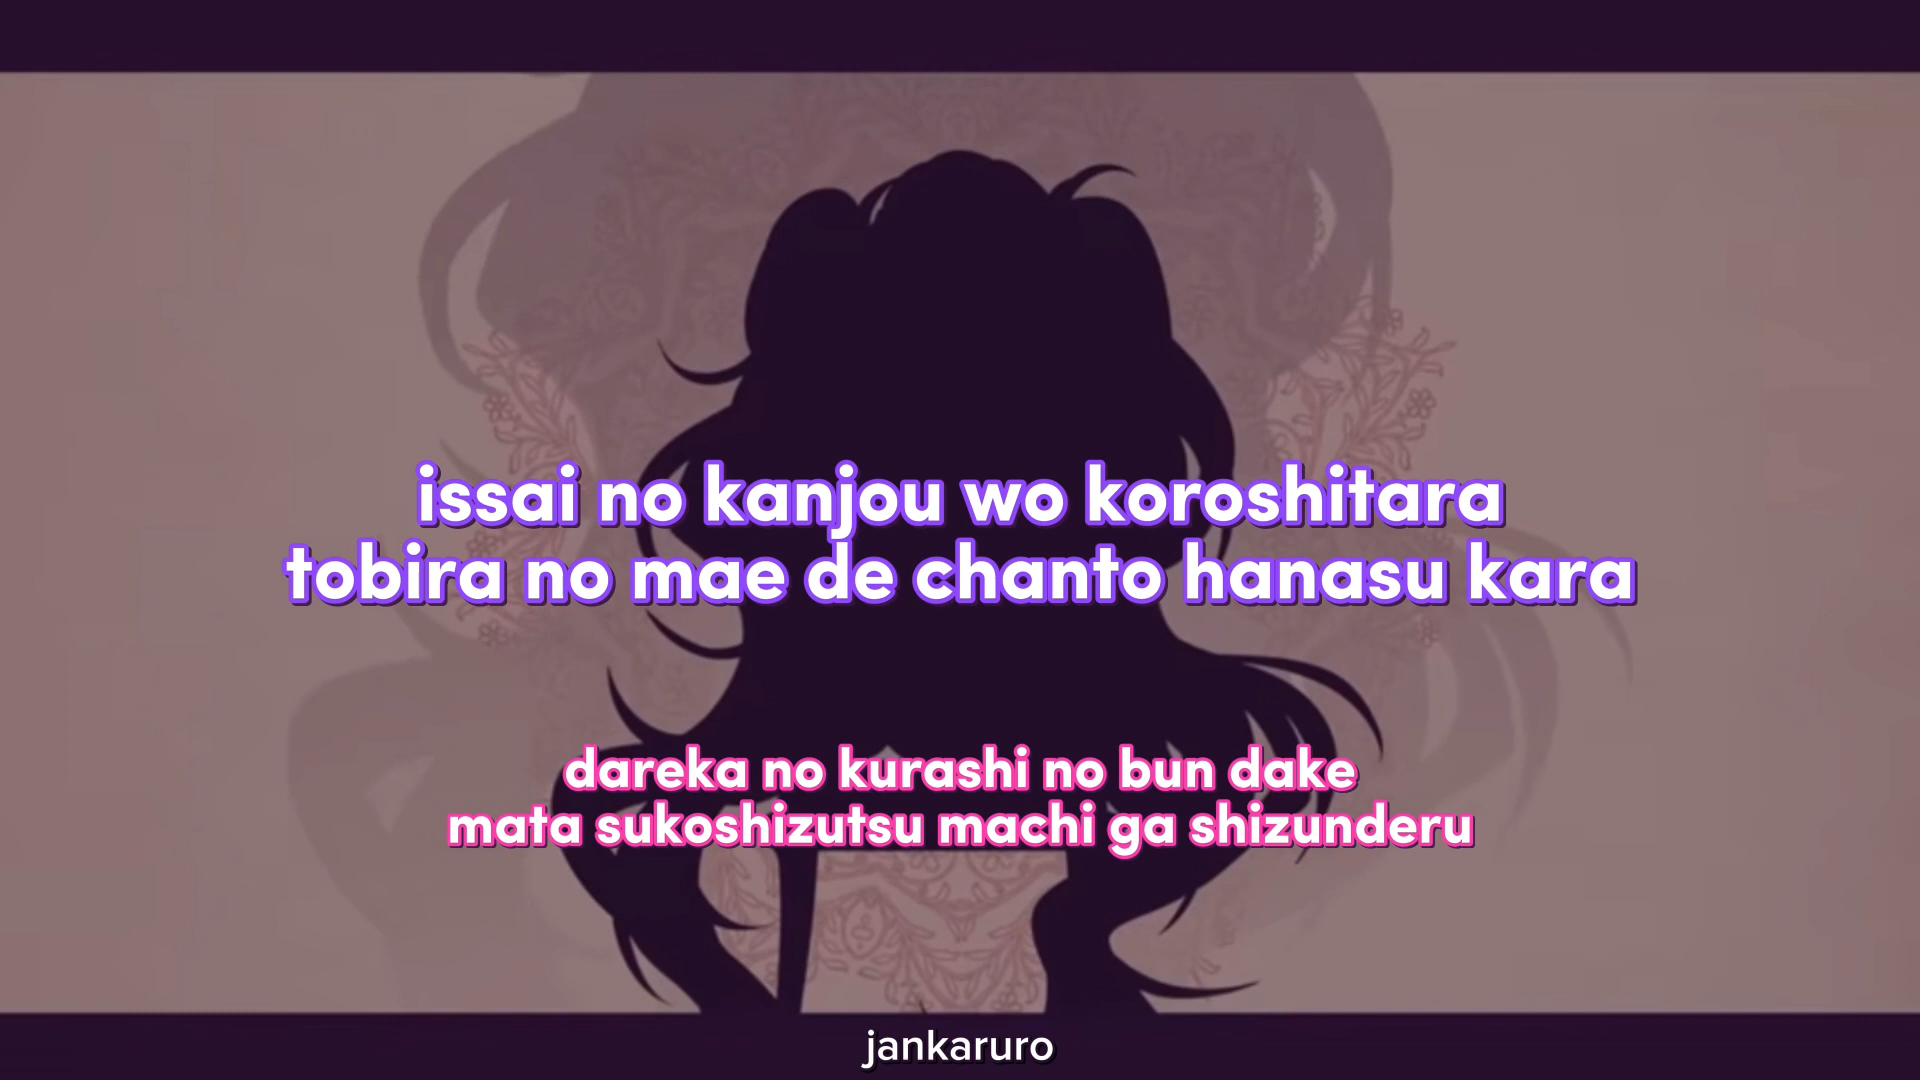 issai no kanjou wo koroshitara
tobira no mae de chanto hanasu kara
dareka no kurashi no bun dake
mata sukoshizutsu machi ga shizunderu
jankaruro